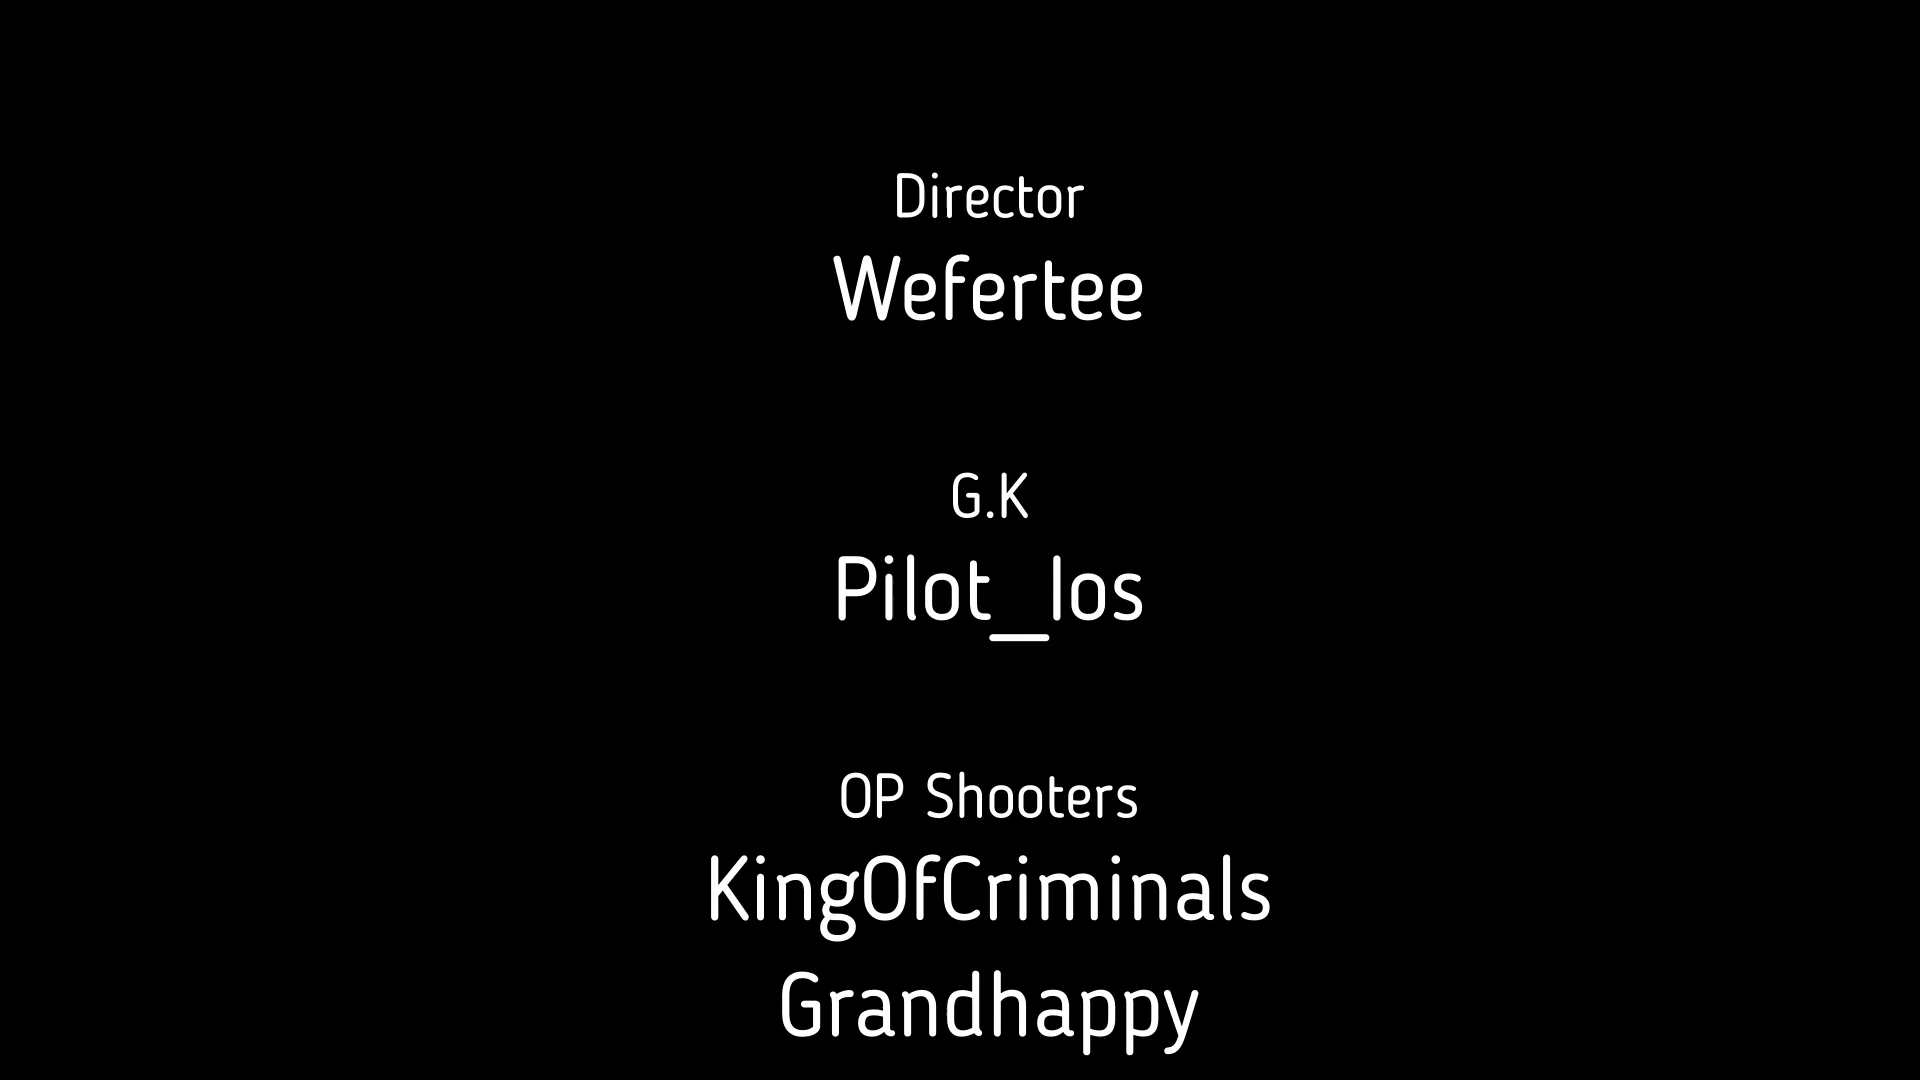 Director
Wefertee
G.K
Pilot_los
OP Shooters
KingOfCriminals
Grandhappy